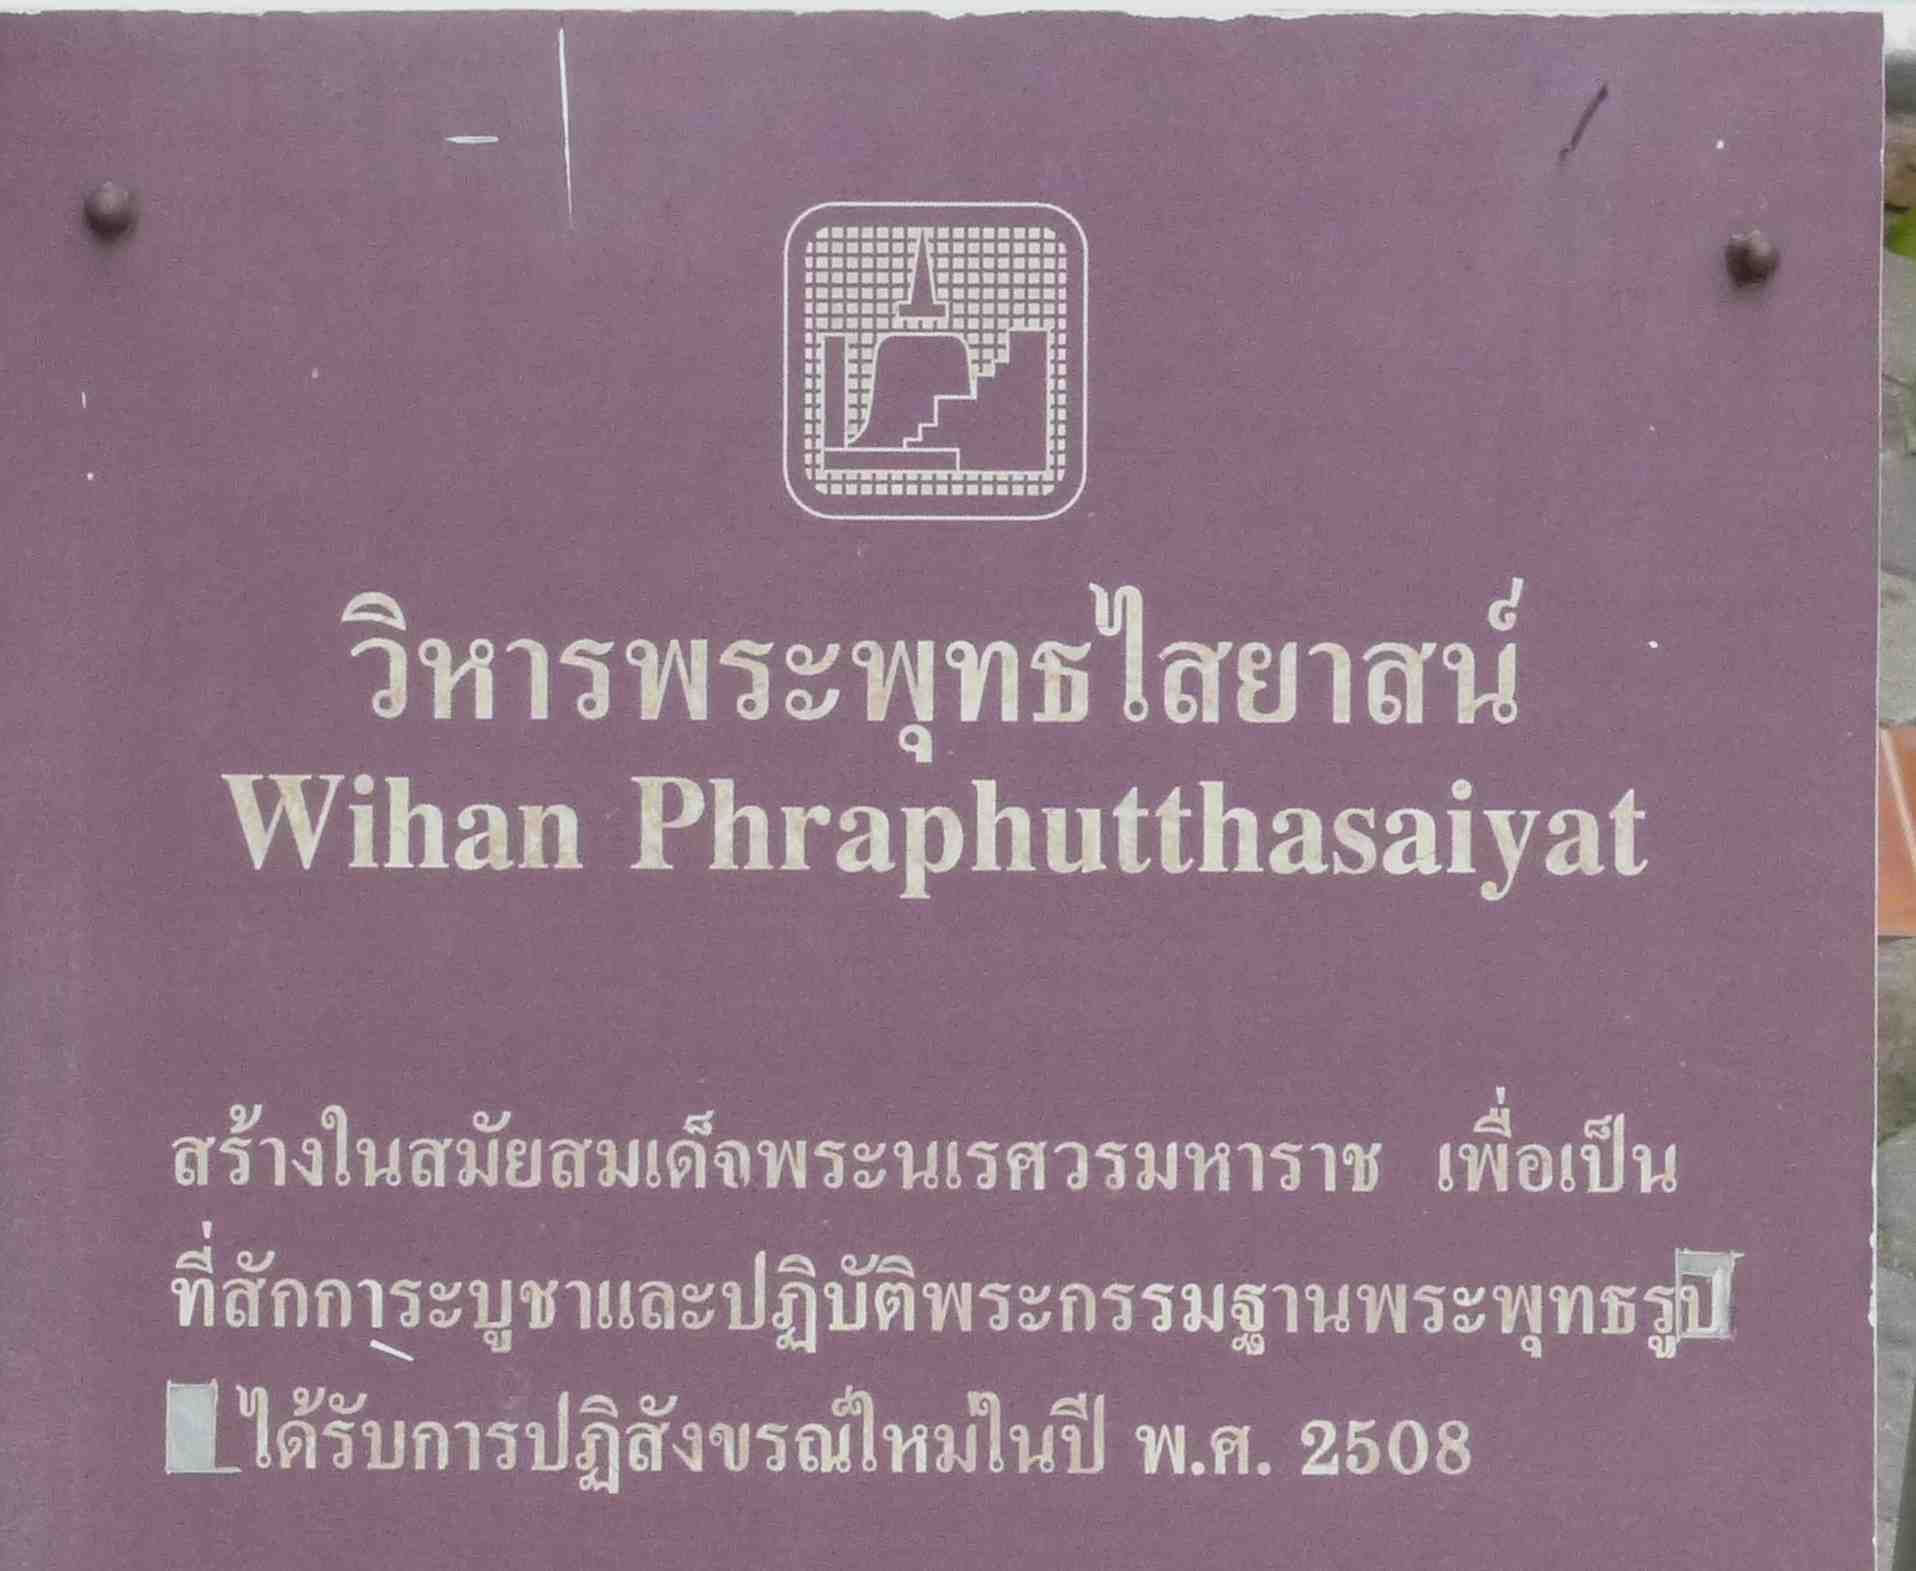 วิหารพระพุทธไสยาสน์
Wihan Phraphutthasaiyat
สร้างในสมัยสมเด็จพระนเรศวรมหาราช เพื่อเป็น
ที่สักการะบูชาและปฏิบัติพระกรรมฐานพระพุทธรูป
ได้รับการปฏิสังขรณ์ใหม่ในปี พ.ศ. 2508